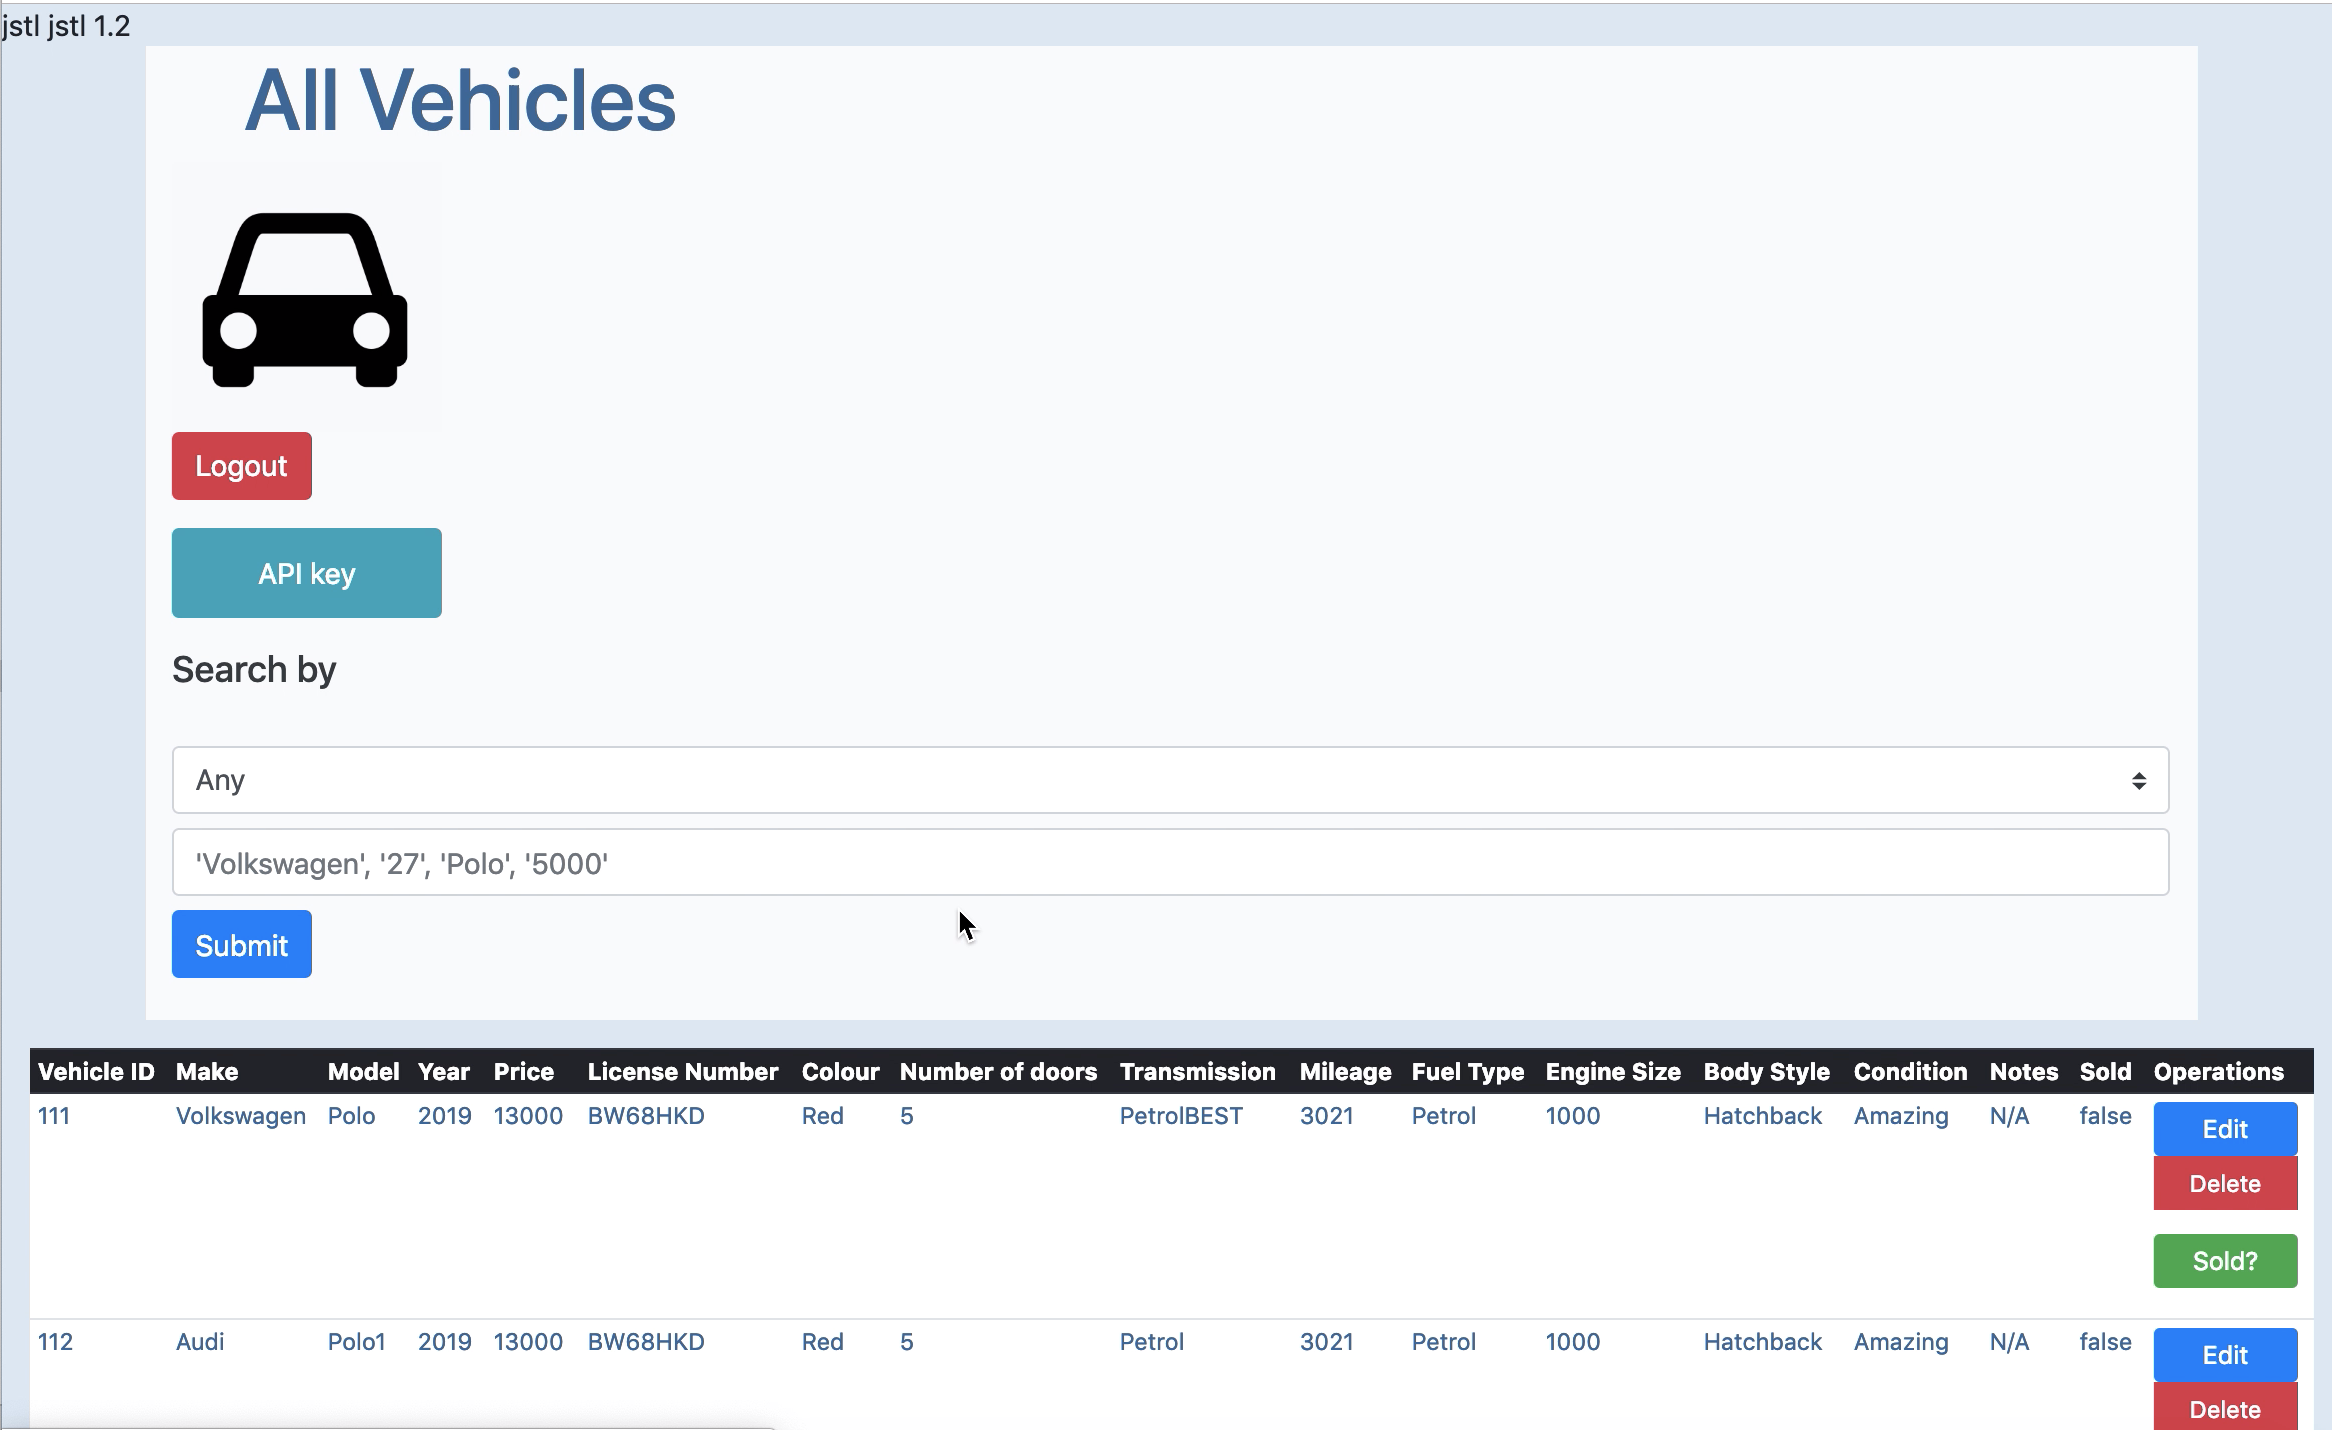 jstl jstl 1.2
All Vehicles
Logout
API key
Search by
Any
'Volkswagen', '27', 'Polo', '5000'
Submit
Vehicle ID Make Model Year Price License Number Colour Number of doors Transmission Mileage Fuel Type Engine Size Body Style Condition Notes Sold Operations
111 Volkswagen Polo 2019 13000 BW68HKD Red 5 PetrolBEST 3021 Petrol 1000 Hatchback Amazing N/A false Edit
Delete
Sold?
112 Audi Polo1 2019 13000 BW68HKD Red 5 Petrol 3021 Petrol 1000 Hatchback Amazing N/A false Edit
Delete